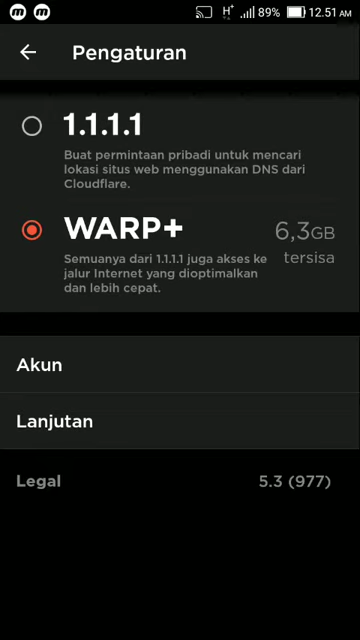 H+ 89% 12.51 AM
Pengaturan
1.1.1.1
Buat permintaan pribadi untuk mencari
lokasi situs web menggunakan DNS dari
Cloudflare.
WARP+ 6,3GB
tersisa
Semuanya dari 1.1.1.1 juga akses ke
jalur Internet yang dioptimalkan
dan lebih cepat.
Akun
Lanjutan
Legal 5.3 (977)